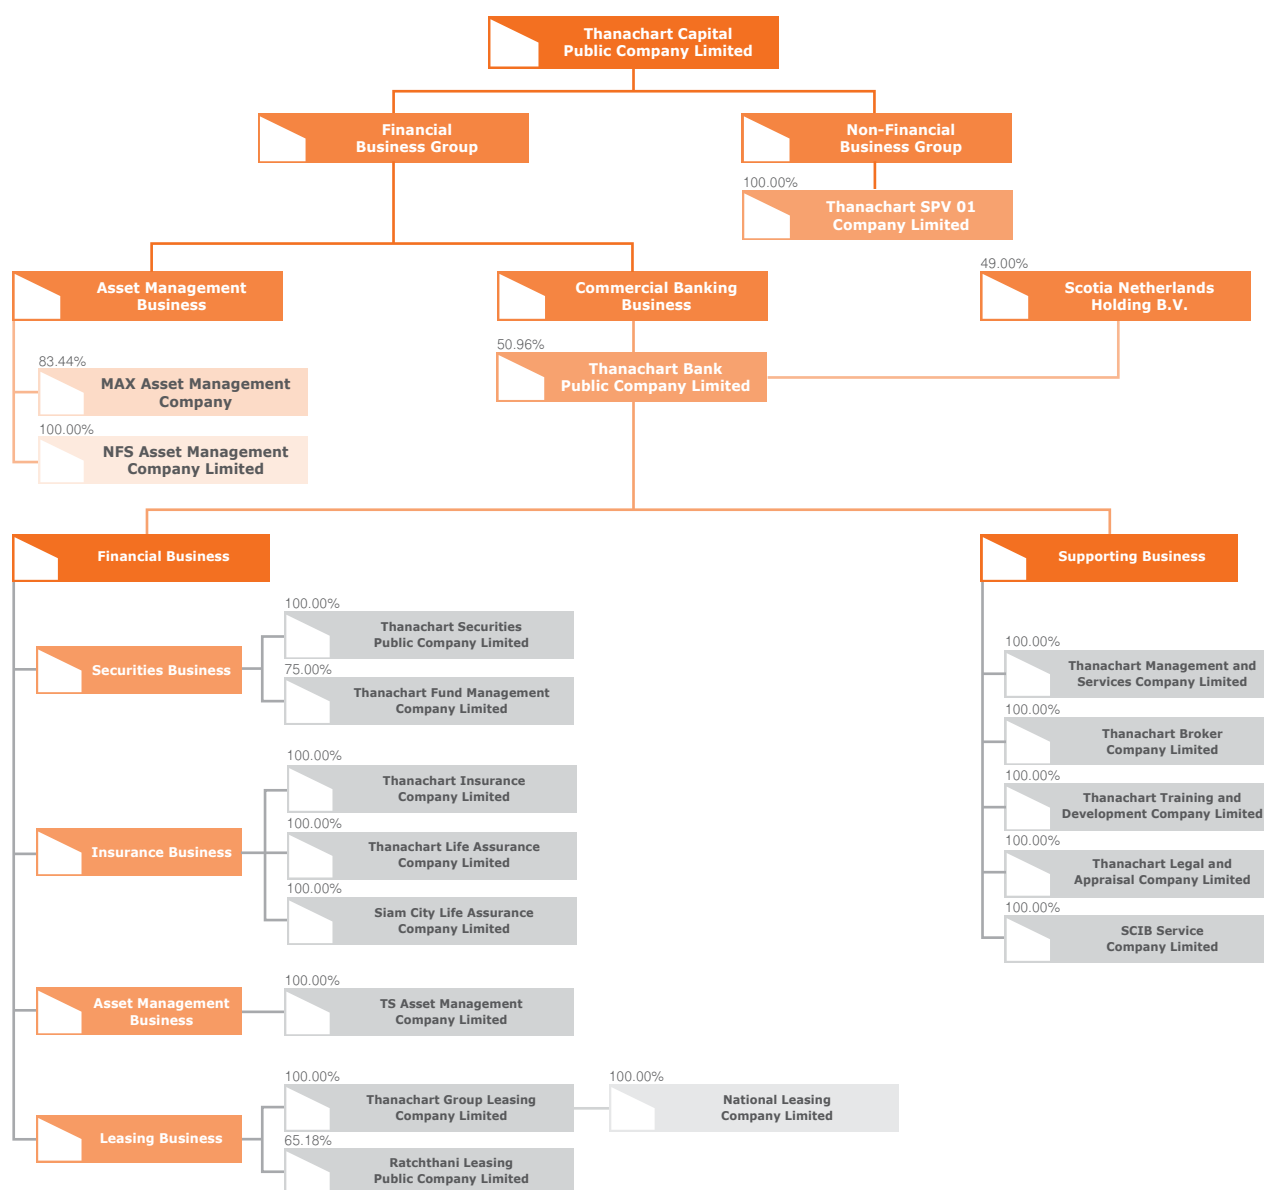 Thanachart Capital
Public Company Limited
Financial
Business Group
Non-Financial
Business Group
100.00%
Thanachart SPV 01
Company Limited
Asset Management
Business
Commercial Banking
Business
49.00%
Scotia Netherlands
Holding B.V.
50.96%
Thanachart Bank
Public Company Limited
83.44%
MAX Asset Management
Company
100.00%
NFS Asset Management
Company Limited
Financial Business
Supporting Business
Securities Business
100.00%
Thanachart Securities
Public Company Limited
75.00%
Thanachart Fund Management
Company Limited
Insurance Business
100.00%
Thanachart Insurance
Company Limited
100.00%
Thanachart Life Assurance
Company Limited
100.00%
Siam City Life Assurance
Company Limited
Asset Management
Business
100.00%
TS Asset Management
Company Limited
Leasing Business
100.00%
Thanachart Group Leasing
Company Limited
100.00%
National Leasing
Company Limited
65.18%
Ratchthani Leasing
Public Company Limited
100.00%
Thanachart Management and
Services Company Limited
100.00%
Thanachart Broker
Company Limited
100.00%
Thanachart Training and
Development Company Limited
100.00%
Thanachart Legal and
Appraisal Company Limited
100.00%
SCIB Service
Company Limited